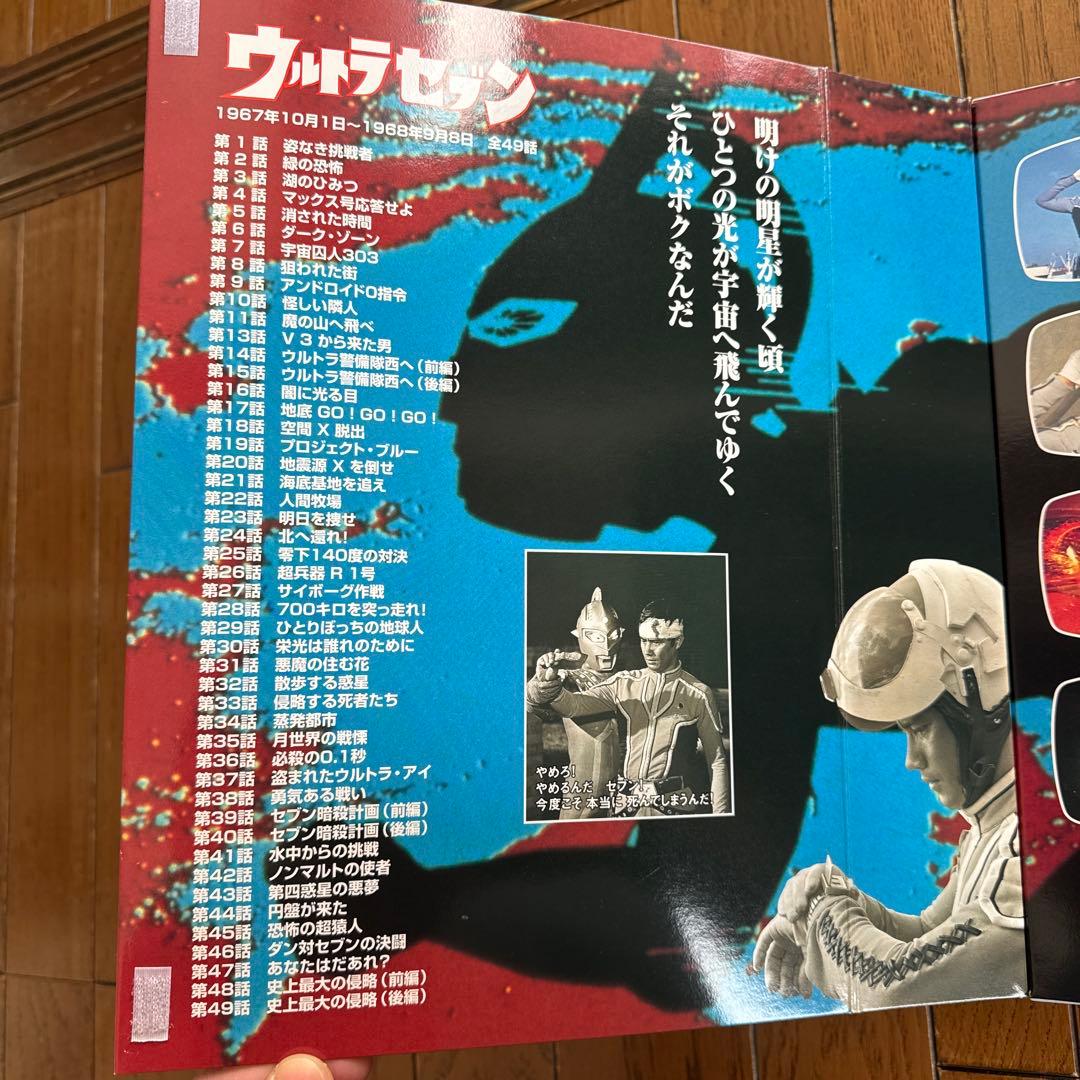 ウルトラセブン
1967年10月1日～1968年9月8日 全49話
第1話 姿なき挑戦者
第2話 緑の恐怖
第3話 湖のひみつ
第4話 マックス号応答せよ
第5話 消された時間
第6話 ダーク・ゾーン
第7話 宇宙囚人303
第8話 狙われた街
第9話 アンドロイド0指令
第10話 怪しい隣人
第11話 魔の山へ飛べ
第13話 V3から来た男
第14話 ウルトラ警備隊西へ（前編）
第15話 ウルトラ警備隊西へ（後編）
第16話 闇に光る目
第17話 地底 GO！GO！GO！
第18話 空間 X 脱出
第19話 プロジェクト・ブルー
第20話 地震源 X を倒せ
第21話 海底基地を追え
第22話 人間牧場
第23話 明日を捜せ
第24話 北へ還れ！
第25話 零下140度の対決
第26話 超兵器 R1号
第27話 サイボーグ作戦
第28話 700キロを突っ走れ！
第29話 ひとりぼっちの地球人
第30話 栄光は誰れのために
第31話 悪魔の住む花
第32話 散歩する惑星
第33話 侵略する死者たち
第34話 蒸発都市
第35話 月世界の戦慄
第36話 必殺の0.1秒
第37話 盗まれたウルトラ・アイ
第38話 勇気ある戦い
第39話 セブン暗殺計画（前編）
第40話 セブン暗殺計画（後編）
第41話 水中からの挑戦
第42話 ノンマルトの使者
第43話 第四惑星の悪夢
第44話 円盤が来た
第45話 恐怖の超猿人
第46話 ダン対セブンの決闘
第47話 あなたはだあれ？
第48話 史上最大の侵略（前編）
第49話 史上最大の侵略（後編）
明けの明星が輝く頃
ひとつの光が宇宙へ飛んでゆく
それがボクなんだ
やめろ！
やめるんだ セブン！
今度こそ 本当に 死んでしまうんだ！